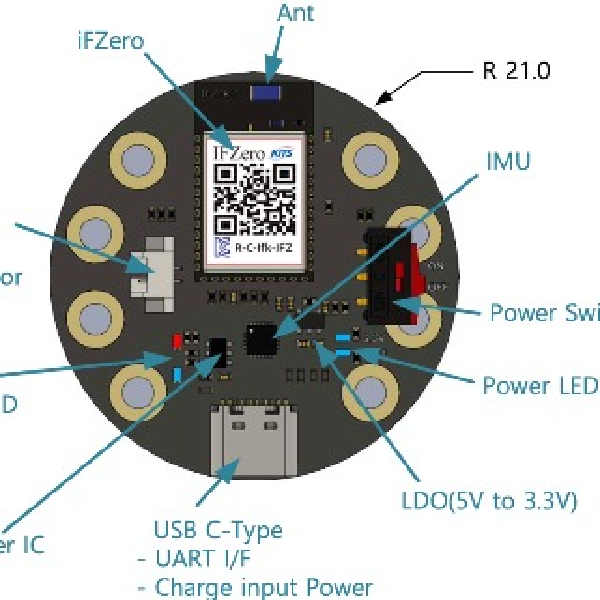 Ant
iFZero
R 21.0
IFZero KITS
IMU
R-C-ifk-iFZ
or
ON
OFF
Power Swi
Power LED
D
LDO(5V to 3.3V)
USB C-Type
er IC
- UART I/F
- Charge input Power